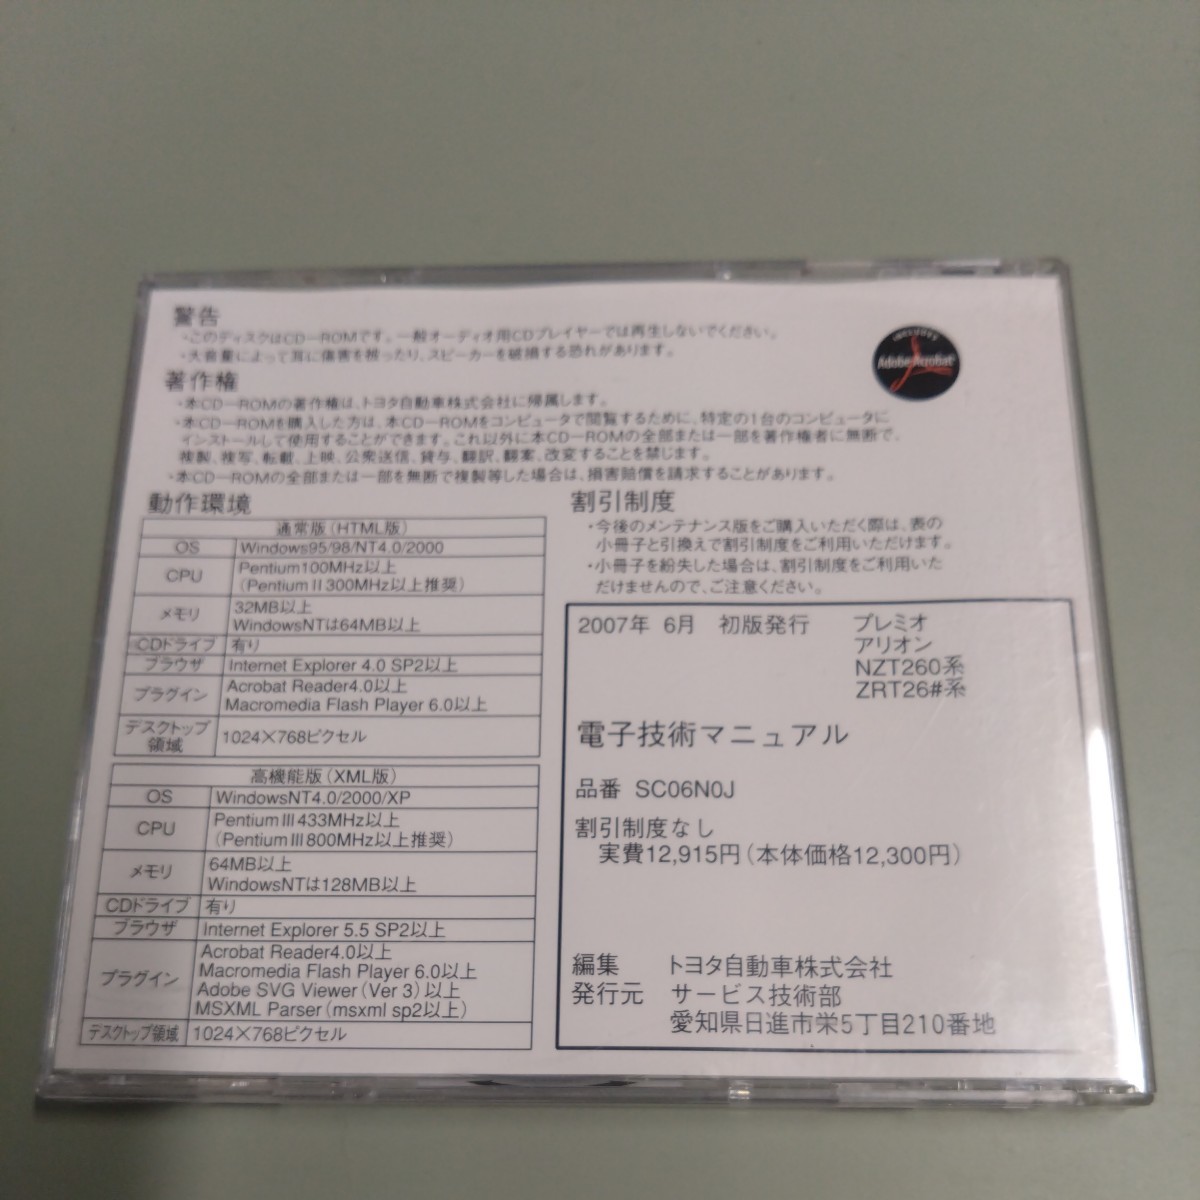 警告
・このディスクはCD－ROMです。一般オーディオ用CDプレイヤーでは再生しないでください。
・大音量によって耳に傷害を被ったり、スピーカーを破損する恐れがあります。
INCLUDES
Adobe Acrobat
著作権
・本CD－ROMの著作権は、トヨタ自動車株式会社に帰属します。
・本CD－ROMを購入した方は、本CD－ROMをコンピュータで閲覧するために、特定の1台のコンピュータに
インストールして使用することができます。これ以外に本CD－ROMの全部または一部を著作権者に無断で、
複製、複写、転載、上映、公衆送信、貸与、翻訳、翻案、改変することを禁じます。
・本CD－ROMの全部または一部を無断で複製等した場合は、損害賠償を請求することがあります。
動作環境
通常版（HTML版）
OS Windows95/98/NT4.0/2000
CPU Pentium100MHz以上
（PentiumⅡ300MHz以上推奨）
メモリ 32MB以上
WindowsNTは64MB以上
CDドライブ 有り
ブラウザ Internet Explorer 4.0 SP2以上
プラグイン Acrobat Reader4.0以上
Macromedia Flash Player 6.0以上
デスクトップ領域 1024×768ピクセル
高機能版（XML版）
OS WindowsNT4.0/2000/XP
CPU PentiumⅢ433MHz以上
（PentiumⅢ800MHz以上推奨）
メモリ 64MB以上
WindowsNTは128MB以上
CDドライブ 有り
ブラウザ Internet Explorer 5.5 SP2以上
プラグイン Acrobat Reader4.0以上
Macromedia Flash Player 6.0以上
Adobe SVG Viewer（Ver 3）以上
MSXML Parser（msxml sp2以上）
デスクトップ領域 1024×768ピクセル
割引制度
・今後のメンテナンス版をご購入いただく際は、表の
小冊子と引換えで割引制度をご利用いただけます。
・小冊子を紛失した場合は、割引制度をご利用いた
だけませんので、ご注意ください。
2007年 6月 初版発行 プレミオ
アリオン
NZT260系
ZRT26#系
電子技術マニュアル
品番 SC06N0J
割引制度なし
実費12,915円（本体価格12,300円）
編集 トヨタ自動車株式会社
発行元 サービス技術部
愛知県日進市栄5丁目210番地